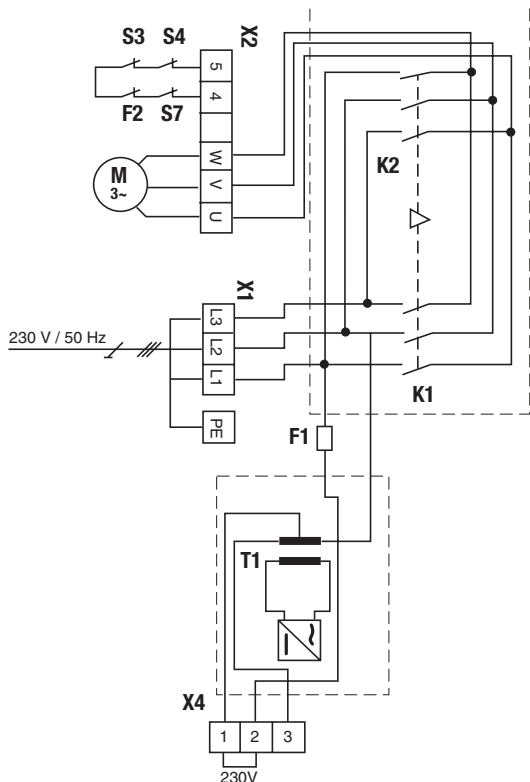 S3 S4
X2
5
4
F2 S7
W
V
U
M
3~
K2
X1
L3
L2
L1
PE
230 V / 50 Hz
K1
F1
T1
X4
1 2 3
230V